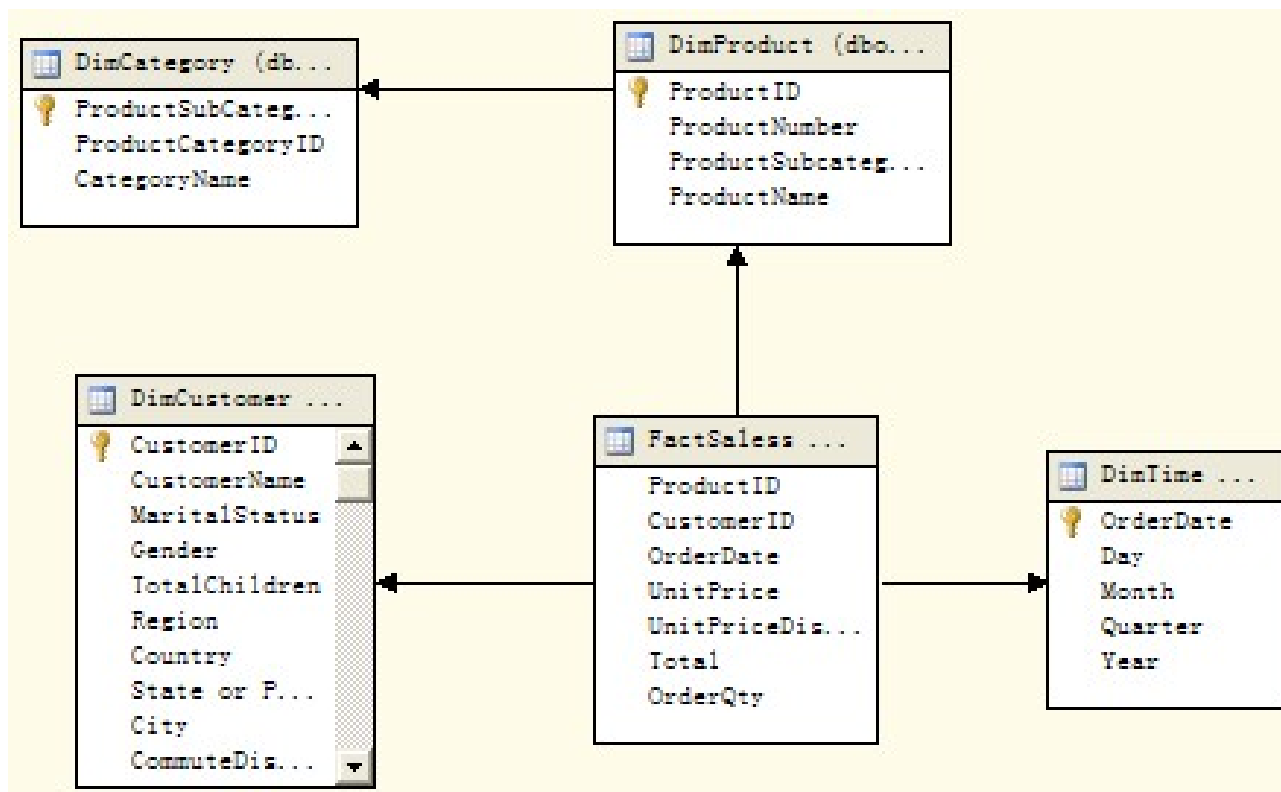 DimCategory (db...
ProductSubCateg...
ProductCategoryID
CategoryName
DimProduct (dbo...
ProductID
ProductNumber
ProductSubcateg...
ProductName
DimCustomer ...
CustomerID
CustomerName
MaritalStatus
Gender
TotalChildren
Region
Country
State or P...
City
CommuteDis...
FactSaless ...
ProductID
CustomerID
OrderDate
UnitPrice
UnitPriceDis...
Total
OrderQty
DimTime ...
OrderDate
Day
Month
Quarter
Year